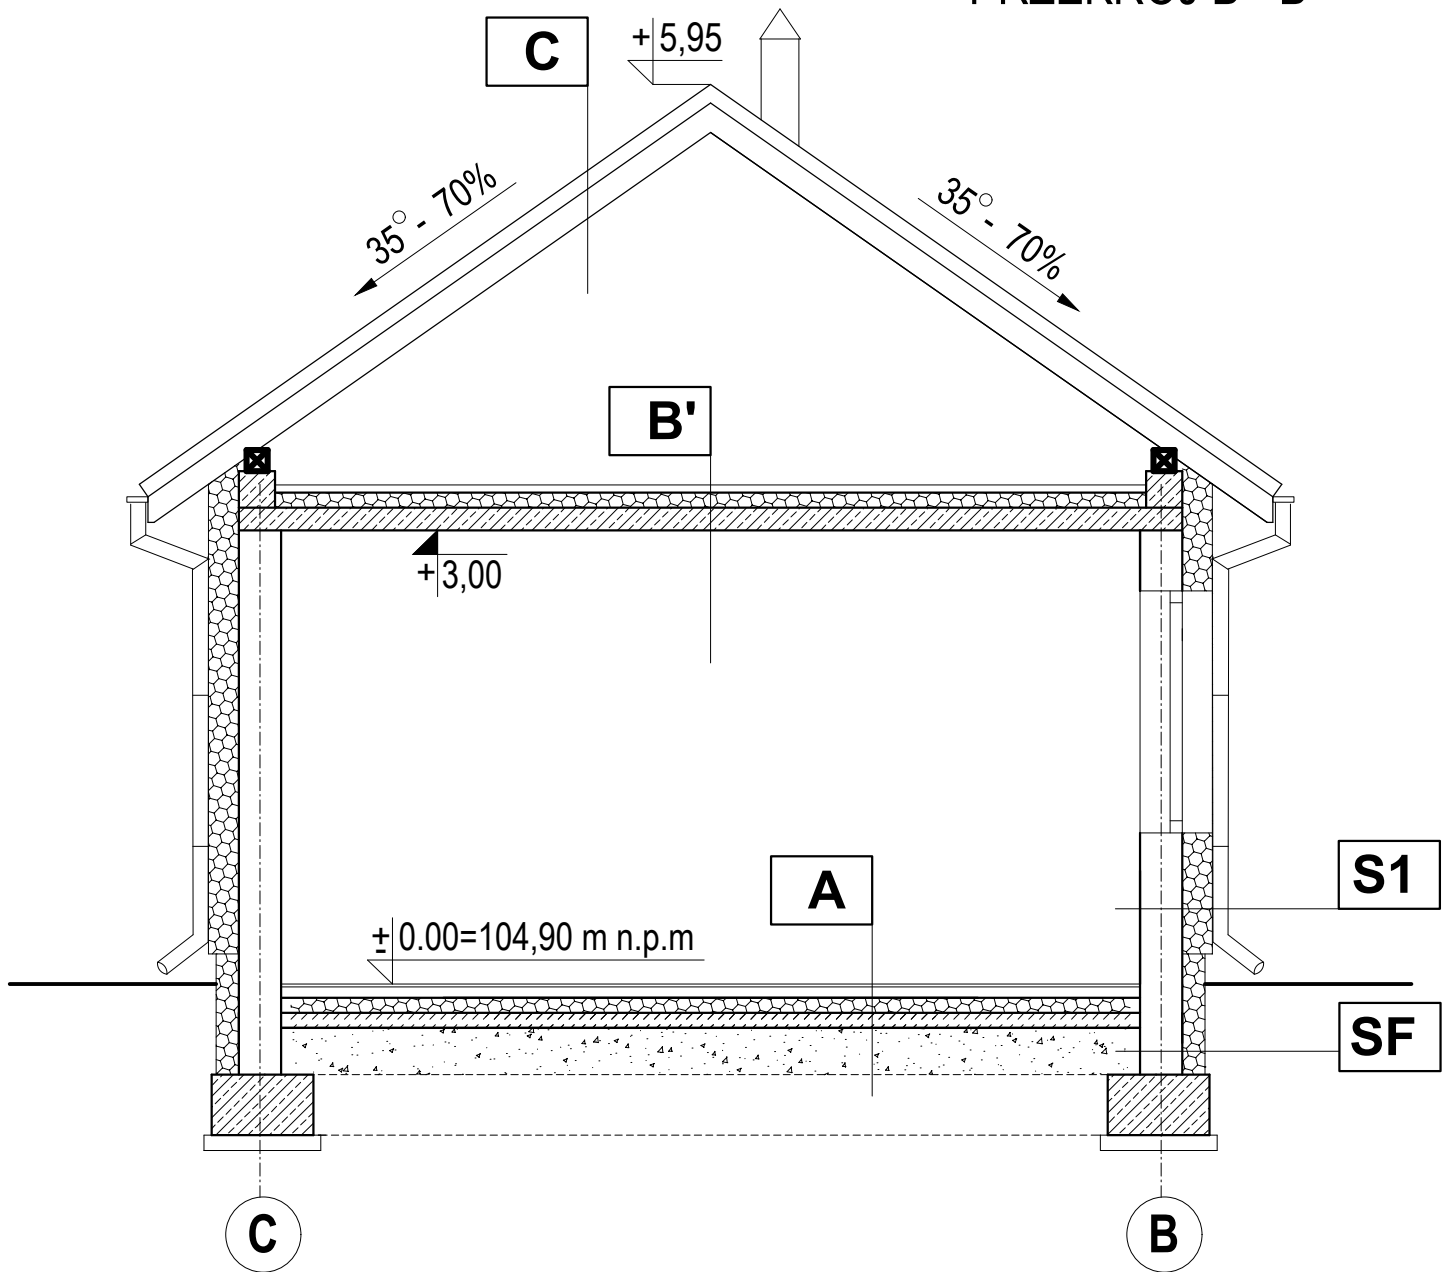 C
+5,95
35° - 70%
35° - 70%
B'
+3,00
S1
A
±0.00=104,90 m n.p.m
SF
C
B